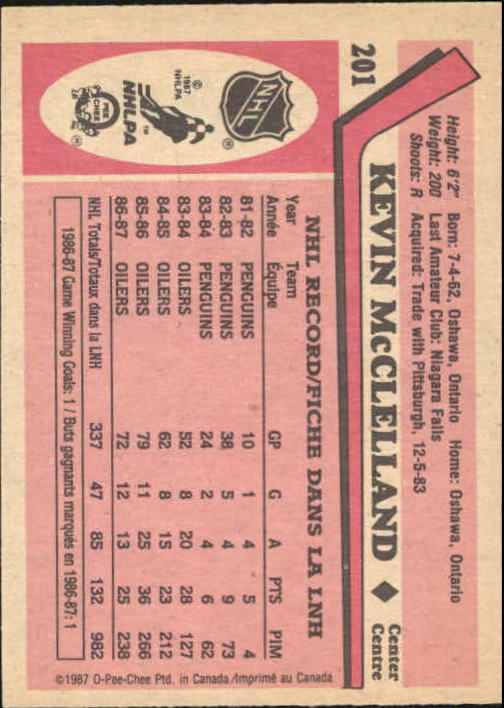 201
Height: 6'2" Born: 7-4-62, Oshawa, Ontario Home: Oshawa, Ontario
Weight: 200 Last Amateur Club: Niagara Falls
Shoots: R Acquired: Trade with Pittsburgh, 12-5-83
KEVIN McCLELLAND ◆ Center
Centre
NHL
© 1987 NHLPA
NHLPA
O PEE CHEE
NHL RECORD/FICHE DANS LA LNH
Year Team GP G A PTS PIM
Année Équipe
81-82 PENGUINS 10 1 4 5 4
82-83 PENGUINS 38 5 4 9 73
83-84 PENGUINS 24 2 4 6 62
83-84 OILERS 52 8 20 28 127
84-85 OILERS 62 8 15 23 212
85-86 OILERS 79 11 25 36 266
86-87 OILERS 72 12 13 25 238
NHL Totals/Totaux dans la LNH 337 47 85 132 982
1986-87 Game Winning Goals: 1 / Buts gagnants marqués en 1986-87: 1
©1987 O-Pee-Chee Ptd. in Canada/Imprimé au Canada